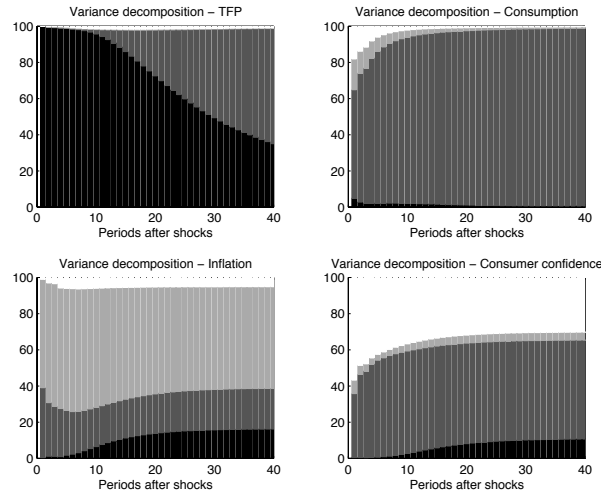 Variance decomposition − TFP
100
80
60
40
20
0
0 10 20 30 40
Periods after shocks
Variance decomposition − Consumption
100
80
60
40
20
0
0 10 20 30 40
Periods after shocks
Variance decomposition − Inflation
100
80
60
40
20
0
0 10 20 30 40
Periods after shocks
Variance decomposition − Consumer confidence
100
80
60
40
20
0
0 10 20 30 40
Periods after shocks